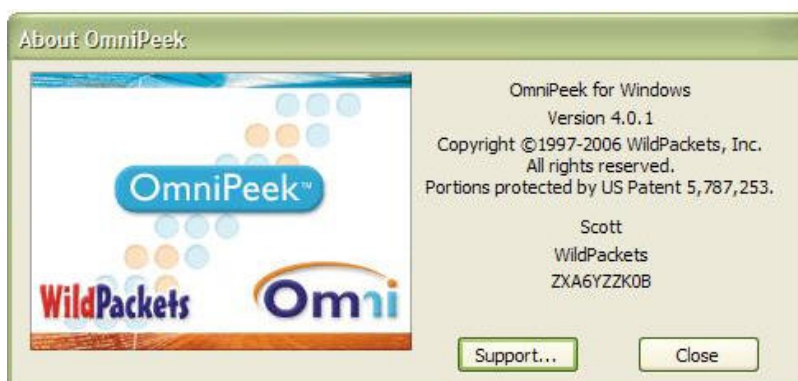 About OmniPeek
OmniPeek™
WildPackets
Omni
OmniPeek for Windows
Version 4.0.1
Copyright ©1997-2006 WildPackets, Inc.
All rights reserved.
Portions protected by US Patent 5,787,253.
Scott
WildPackets
ZXA6YZZK0B
Support...
Close